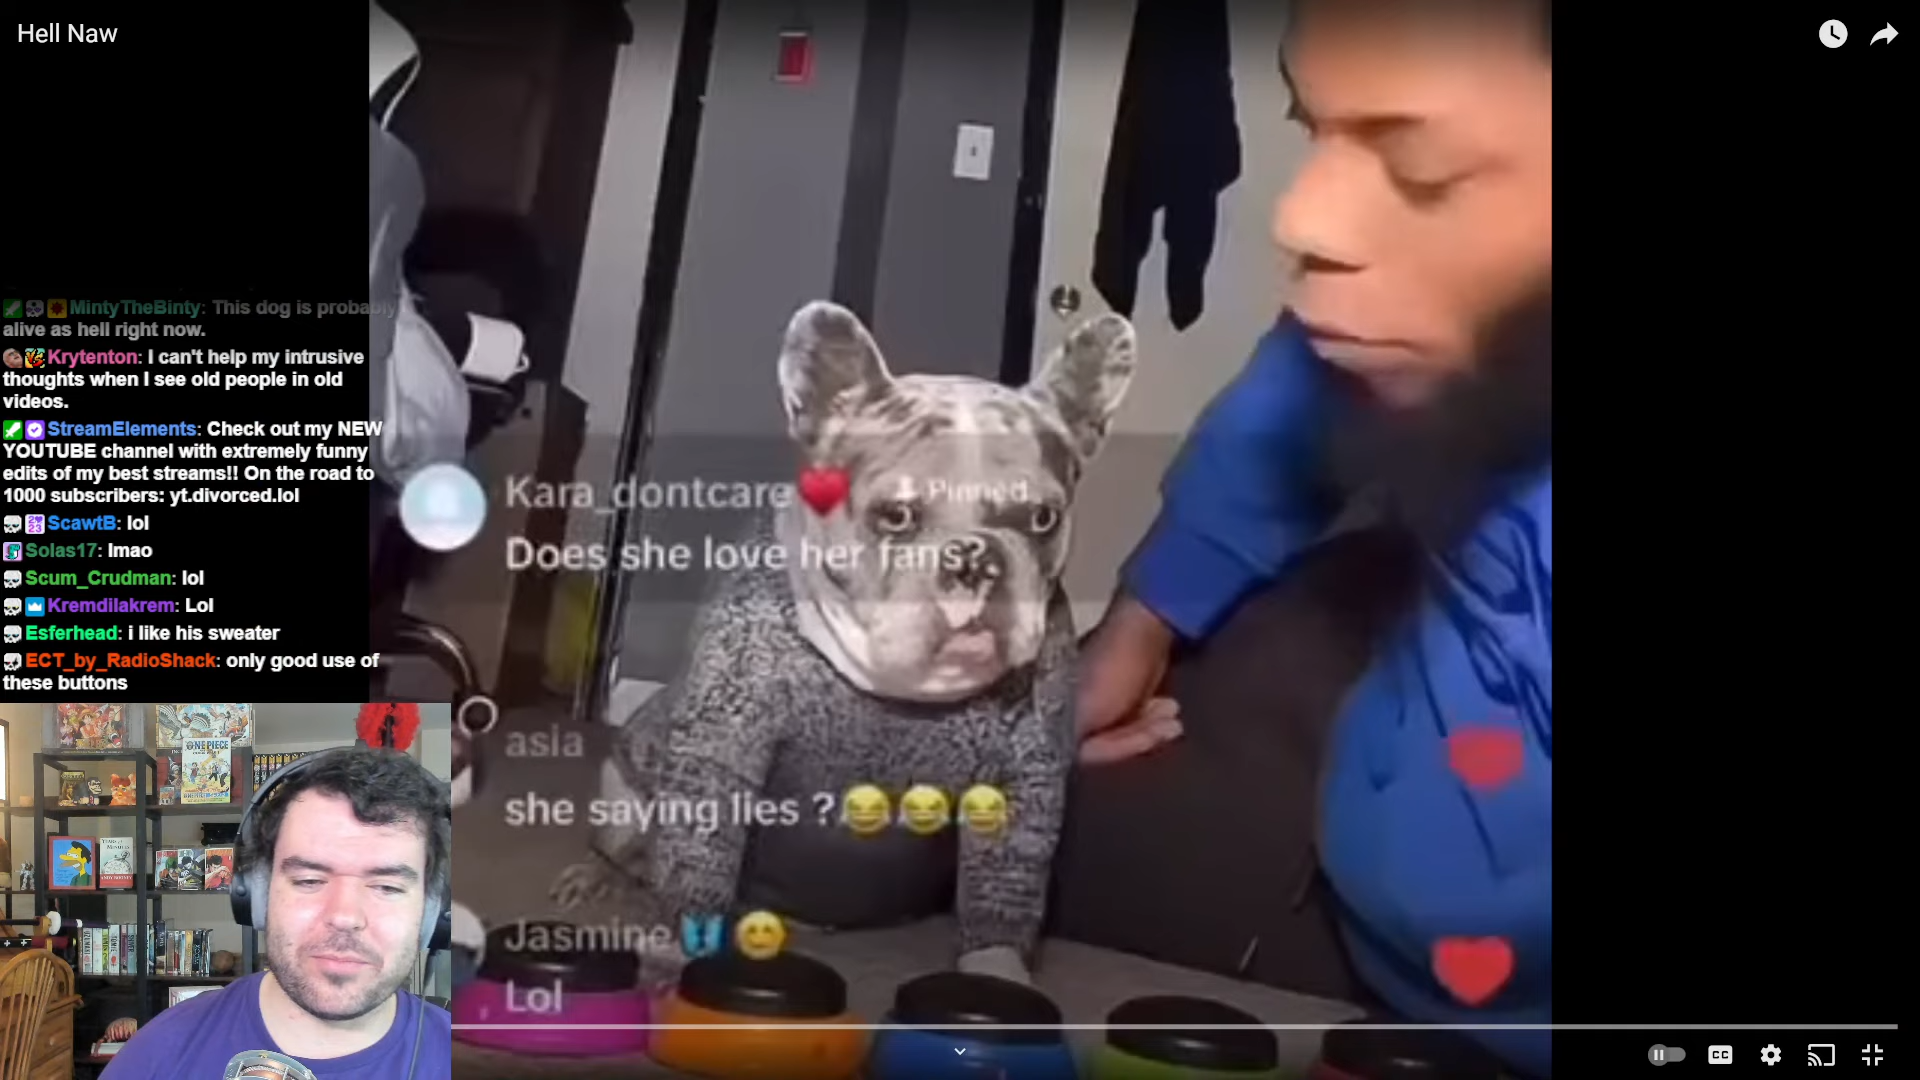 Hell Naw
MintyTheBinty: This dog is probably
alive as hell right now.
Krytenton: I can't help my intrusive
thoughts when I see old people in old
videos.
StreamElements: Check out my NEW
YOUTUBE channel with extremely funny
edits of my best streams!! On the road to
1000 subscribers: yt.divorced.lol
ScawtB: lol
Solas17: lmao
Scum_Crudman: lol
Kremdilakrem: Lol
Esferhead: i like his sweater
ECT_by_RadioShack: only good use of
these buttons
Kara_dontcare❤️ Pinned
Does she love her fans?
asia
she saying lies ?😂😂😂
Jasmine🦋😊
Lol
ONE PIECE
CC